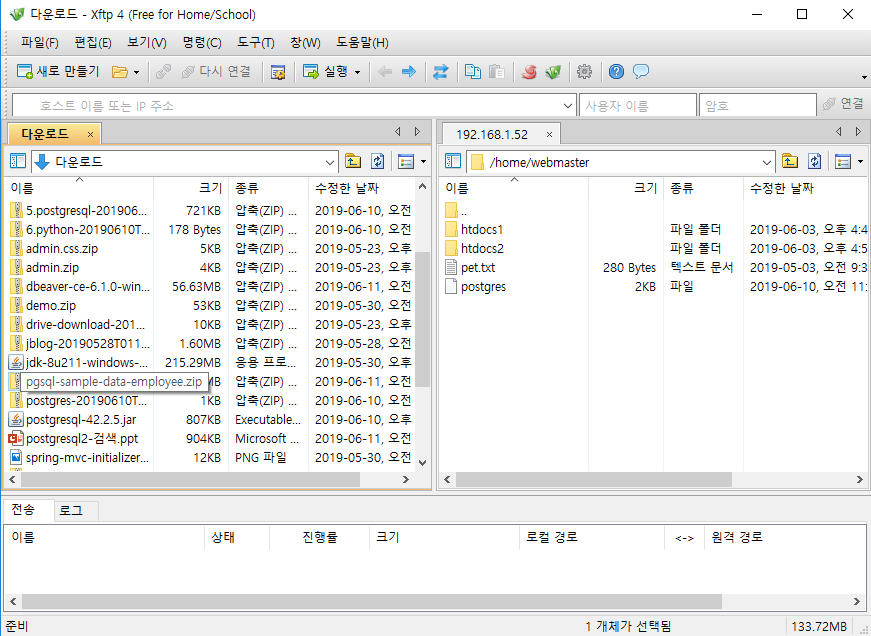 다운로드 - Xftp 4 (Free for Home/School)
파일(F) 편집(E) 보기(V) 명령(C) 도구(T) 창(W) 도움말(H)
새로 만들기 다시 연결 실행
호스트 이름 또는 IP 주소 사용자 이름 암호 연결
다운로드 ×
다운로드
이름 크기 종류 수정한 날짜
5.postgresql-201906... 721KB 압축(ZIP) ... 2019-06-10, 오전
6.python-20190610T... 178 Bytes 압축(ZIP) ... 2019-06-10, 오전
admin.css.zip 5KB 압축(ZIP) ... 2019-05-23, 오후
admin.zip 4KB 압축(ZIP) ... 2019-05-23, 오후
dbeaver-ce-6.1.0-win... 56.63MB 압축(ZIP) ... 2019-06-11, 오전
demo.zip 53KB 압축(ZIP) ... 2019-05-30, 오전
drive-download-201... 10KB 압축(ZIP) ... 2019-05-23, 오후
jblog-20190528T011... 1.60MB 압축(ZIP) ... 2019-05-28, 오전
jdk-8u211-windows-... 215.29MB 응용 프로... 2019-05-30, 오후
pgsql-sample-data-employee.zip MB 압축(ZIP) ... 2019-06-11, 오전
postgres-20190610T... 1KB 압축(ZIP) ... 2019-06-10, 오전
postgresql-42.2.5.jar 807KB Executable... 2019-06-10, 오후
postgresql2-검색.ppt 904KB Microsoft ... 2019-06-11, 오전
spring-mvc-initializer... 12KB PNG 파일 2019-05-30, 오전
192.168.1.52 ×
/home/webmaster
이름 크기 종류 수정한 날짜
..
htdocs1 파일 폴더 2019-06-03, 오후 4:4
htdocs2 파일 폴더 2019-06-03, 오후 4:5
pet.txt 280 Bytes 텍스트 문서 2019-05-03, 오전 9:3
postgres 2KB 파일 2019-06-10, 오전 11:
전송 로그
이름 상태 진행률 크기 로컬 경로 <-> 원격 경로
준비 1 개체가 선택됨 133.72MB